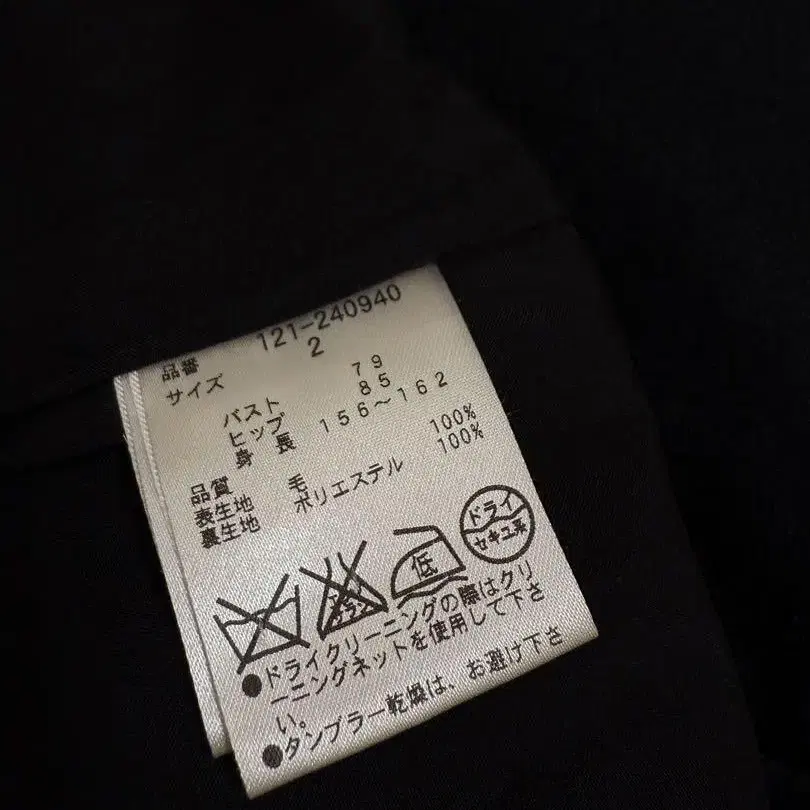 品番 121-240940
サイズ 2
バスト 79
ヒップ 85
身長 156～162
品質
表生地 毛 100%
裏生地 ポリエステル 100%
低
ドライ
セキユ系
●ドライクリーニングの際はクリ
ーニングネットを使用して下さ
い。
●タンブラー乾燥は、お避け下さ